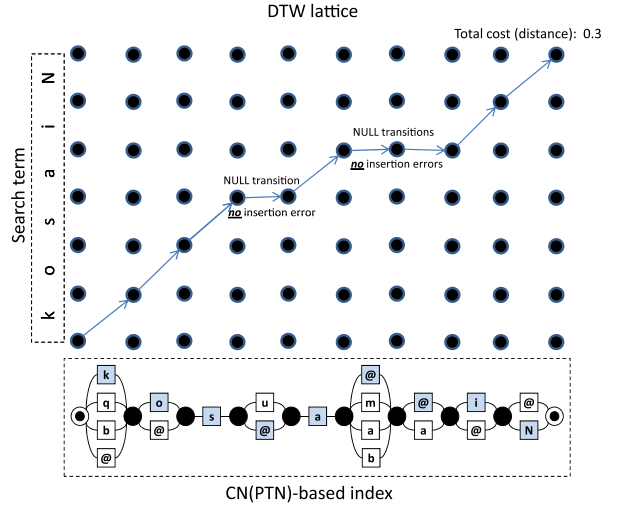 DTW lattice
Total cost (distance): 0.3
Search term
k o s a i N
NULL transitions
no insertion errors
NULL transition
no insertion error
k @
q o u m @ i @
s a
b @ @ a a @ N
@ b
CN(PTN)-based index